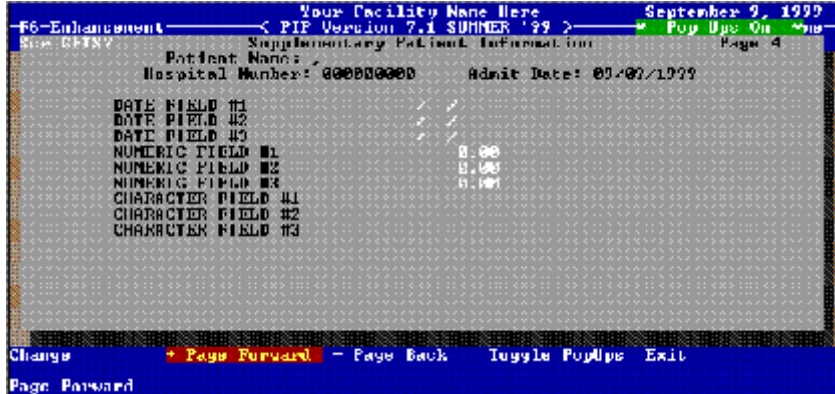 Your Facility Name Here September 9, 1999
F6-Enhancement < PIP Version 7.1 SUMMER '99 > Pop Ups On
Supplementary Patient Information Page 4
Patient Name: ,
Hospital Number: 000000000 Admit Date: 09/09/1999
DATE FIELD #1 / /
DATE FIELD #2 / /
DATE FIELD #3 / /
NUMERIC FIELD #1 0.00
NUMERIC FIELD #2 0.00
NUMERIC FIELD #3 0.00
CHARACTER FIELD #1
CHARACTER FIELD #2
CHARACTER FIELD #3
Change + Page Forward - Page Back Toggle PopUps Exit
Page Forward